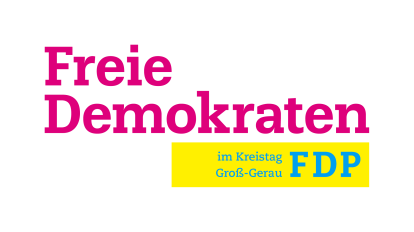 Freie
Demokraten
im Kreistag
Groß-Gerau FDP